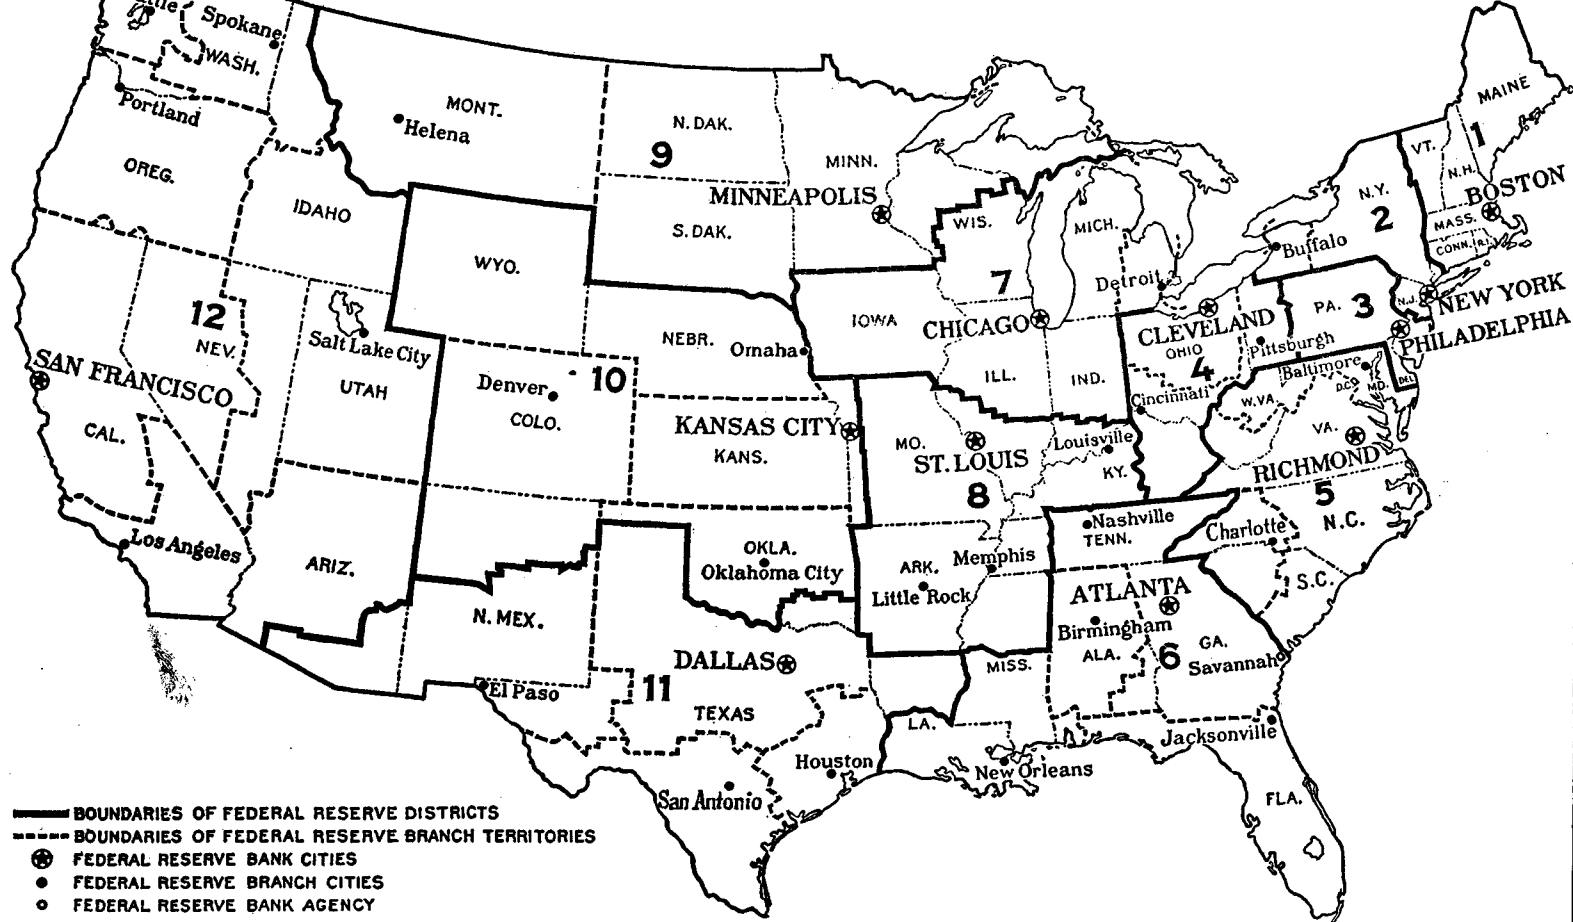 Spokane
WASH.
Portland
OREG.
MONT.
Helena
IDAHO
WYO.
N. DAK.
9
S. DAK.
MINN.
MINNEAPOLIS
WIS.
MICH.
7
Detroit
IOWA
CHICAGO
ILL.
IND.
MAINE
VT.
1
N.H.
BOSTON
MASS.
CONN.
R.I.
N.Y.
2
Buffalo
N.J.
NEW YORK
PA.
3
PHILADELPHIA
CLEVELAND
OHIO
4
Pittsburgh
Cincinnati
Baltimore
D.C.
MD.
DEL.
W. VA.
VA.
RICHMOND
5
N.C.
Charlotte
S.C.
12
NEV.
SAN FRANCISCO
CAL.
Los Angeles
Salt Lake City
UTAH
ARIZ.
Denver
10
COLO.
NEBR.
Omaha
KANSAS CITY
KANS.
MO.
ST. LOUIS
8
Louisville
KY.
Nashville
TENN.
Memphis
ARK.
Little Rock
OKLA.
Oklahoma City
N. MEX.
El Paso
DALLAS
11
TEXAS
Houston
San Antonio
ATLANTA
Birmingham
ALA.
6
GA.
Savannah
MISS.
LA.
New Orleans
Jacksonville
FLA.
BOUNDARIES OF FEDERAL RESERVE DISTRICTS
BOUNDARIES OF FEDERAL RESERVE BRANCH TERRITORIES
FEDERAL RESERVE BANK CITIES
FEDERAL RESERVE BRANCH CITIES
FEDERAL RESERVE BANK AGENCY